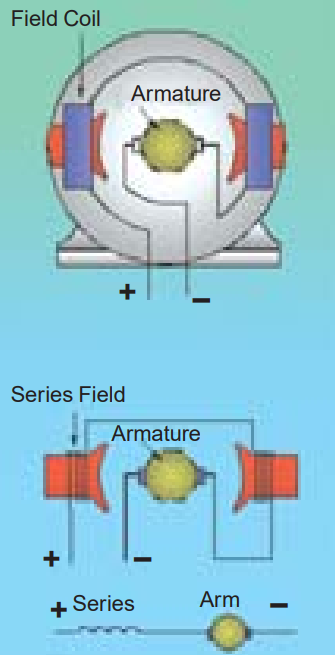 Field Coil
Armature
+ −
Series Field
Armature
+ −
+ Series Arm −